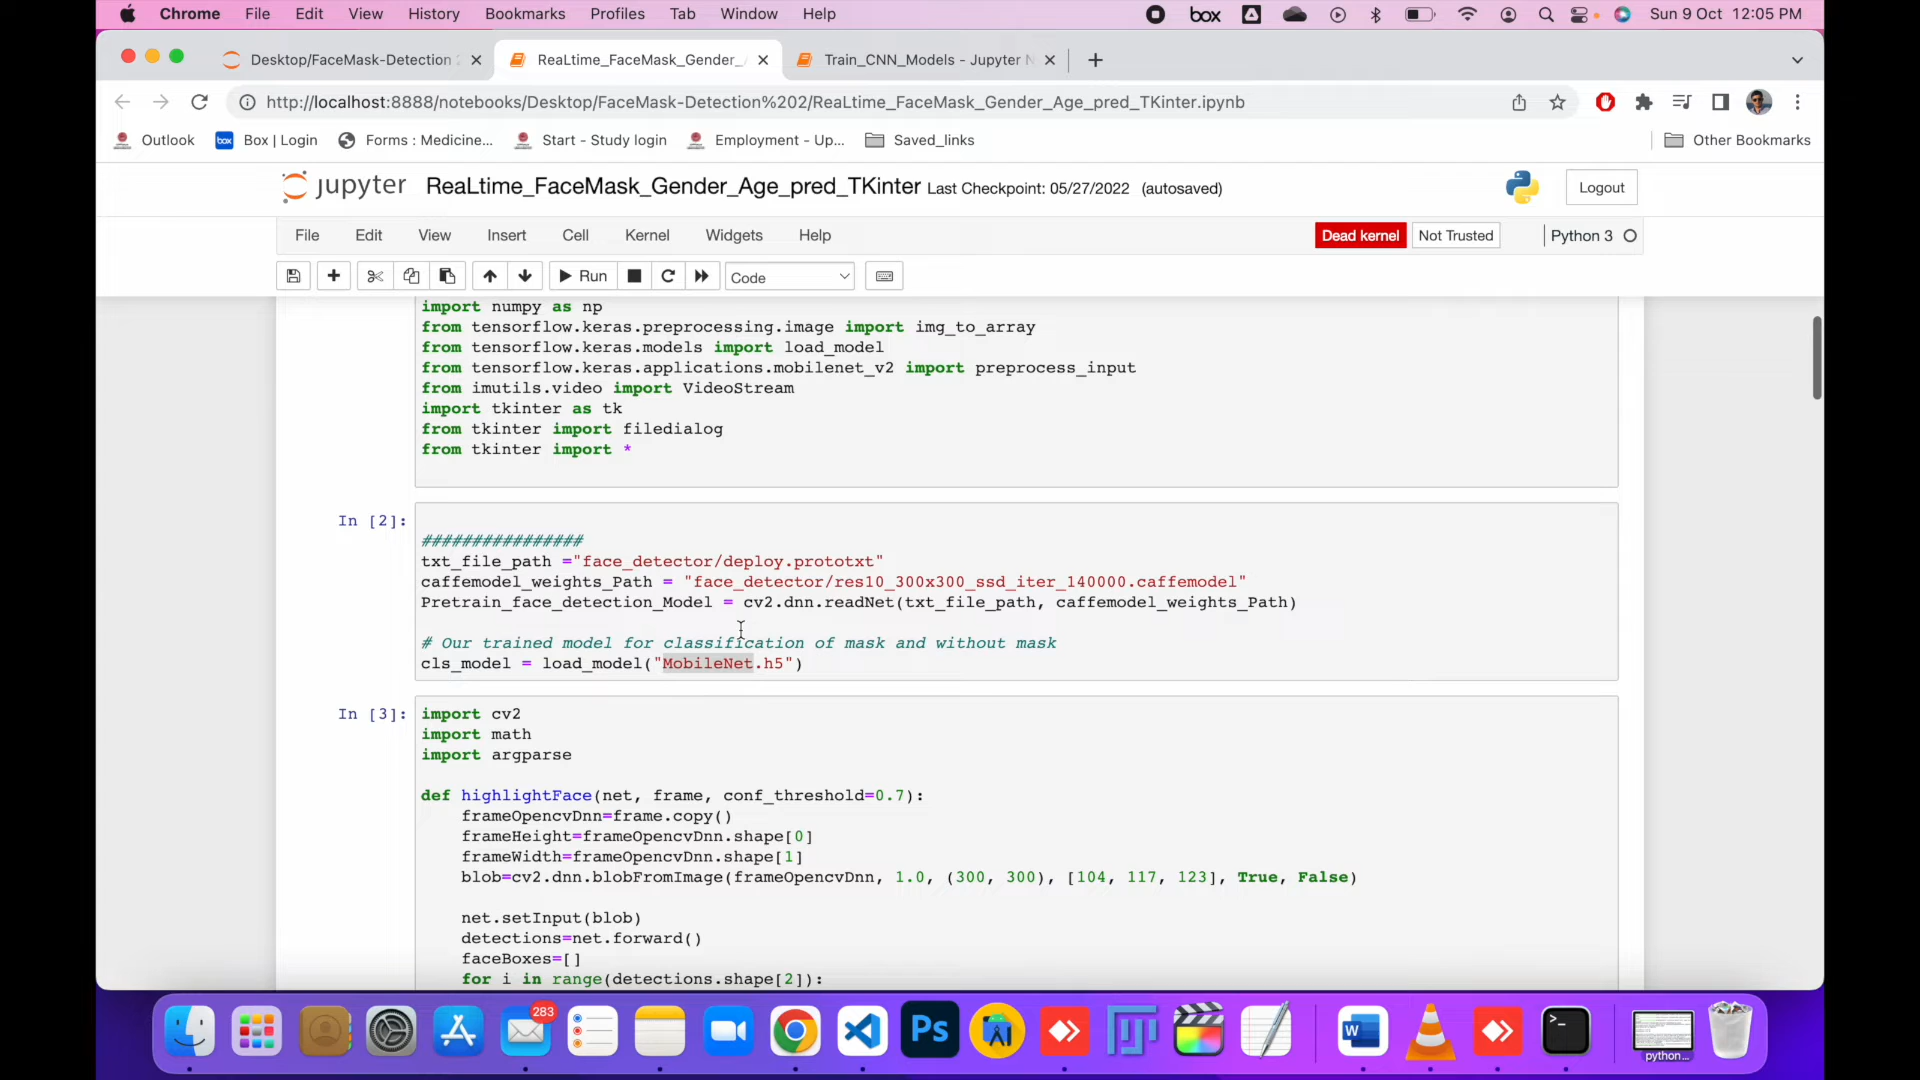 Chrome File Edit View History Bookmarks Profiles Tab Window Help box Sun 9 Oct 12:05 PM
Desktop/FaceMask-Detection ReaLtime_FaceMask_Gender_ Train_CNN_Models - Jupyter
http://localhost:8888/notebooks/Desktop/FaceMask-Detection%202/ReaLtime_FaceMask_Gender_Age_pred_TKinter.ipynb
Outlook box Box | Login Forms : Medicine... Start - Study login Employment - Up... Saved_links Other Bookmarks
jupyter ReaLtime_FaceMask_Gender_Age_pred_TKinter Last Checkpoint: 05/27/2022 (autosaved) Logout
File Edit View Insert Cell Kernel Widgets Help Dead kernel Not Trusted Python 3
Run Code
import numpy as np
from tensorflow.keras.preprocessing.image import img_to_array
from tensorflow.keras.models import load_model
from tensorflow.keras.applications.mobilenet_v2 import preprocess_input
from imutils.video import VideoStream
import tkinter as tk
from tkinter import filedialog
from tkinter import *
In [2]:
################
txt_file_path ="face_detector/deploy.prototxt"
caffemodel_weights_Path = "face_detector/res10_300x300_ssd_iter_140000.caffemodel"
Pretrain_face_detection_Model = cv2.dnn.readNet(txt_file_path, caffemodel_weights_Path)
# Our trained model for classification of mask and without mask
cls_model = load_model("MobileNet.h5")
In [3]: import cv2
import math
import argparse
def highlightFace(net, frame, conf_threshold=0.7):
frameOpencvDnn=frame.copy()
frameHeight=frameOpencvDnn.shape[0]
frameWidth=frameOpencvDnn.shape[1]
blob=cv2.dnn.blobFromImage(frameOpencvDnn, 1.0, (300, 300), [104, 117, 123], True, False)
net.setInput(blob)
detections=net.forward()
faceBoxes=[]
for i in range(detections.shape[2]):
283
Ps
W
>_
python...